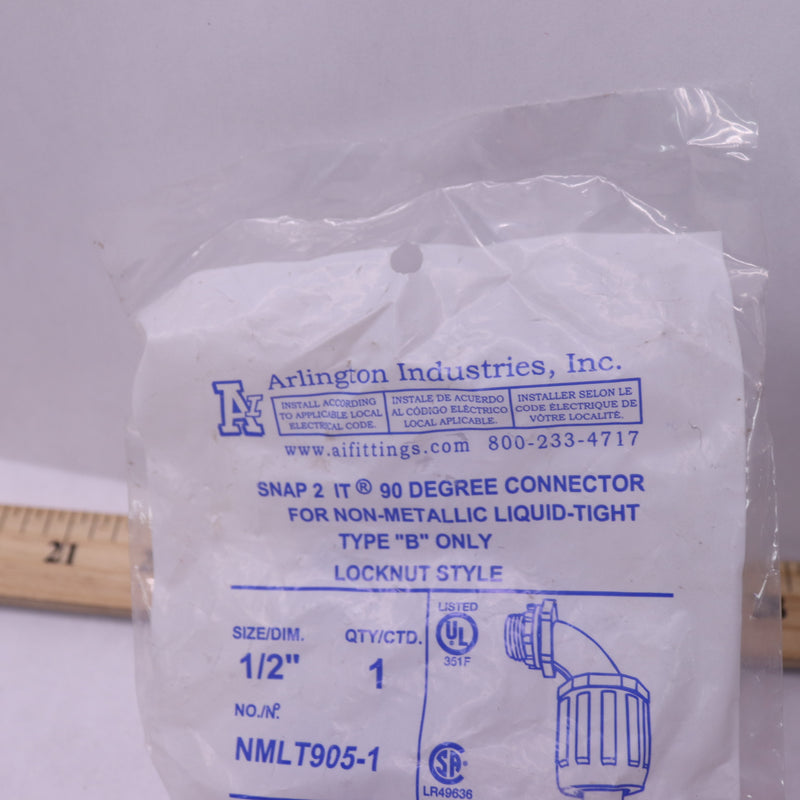 Arlington Industries, Inc.
AI
INSTALL ACCORDING
TO APPLICABLE LOCAL
ELECTRICAL CODE.
INSTALE DE ACUERDO
AL CÓDIGO ELÉCTRICO
LOCAL APLICABLE.
INSTALLER SELON LE
CODE ÉLECTRIQUE DE
VÔTRE LOCALITÉ.
www.aifittings.com 800-233-4717
SNAP 2 IT® 90 DEGREE CONNECTOR
FOR NON-METALLIC LIQUID-TIGHT
TYPE "B" ONLY
LOCKNUT STYLE
SIZE/DIM. QTY/CTD.
1/2" 1
NO./Nº.
NMLT905-1
LISTED
UL
351F
SA
LR49636
21